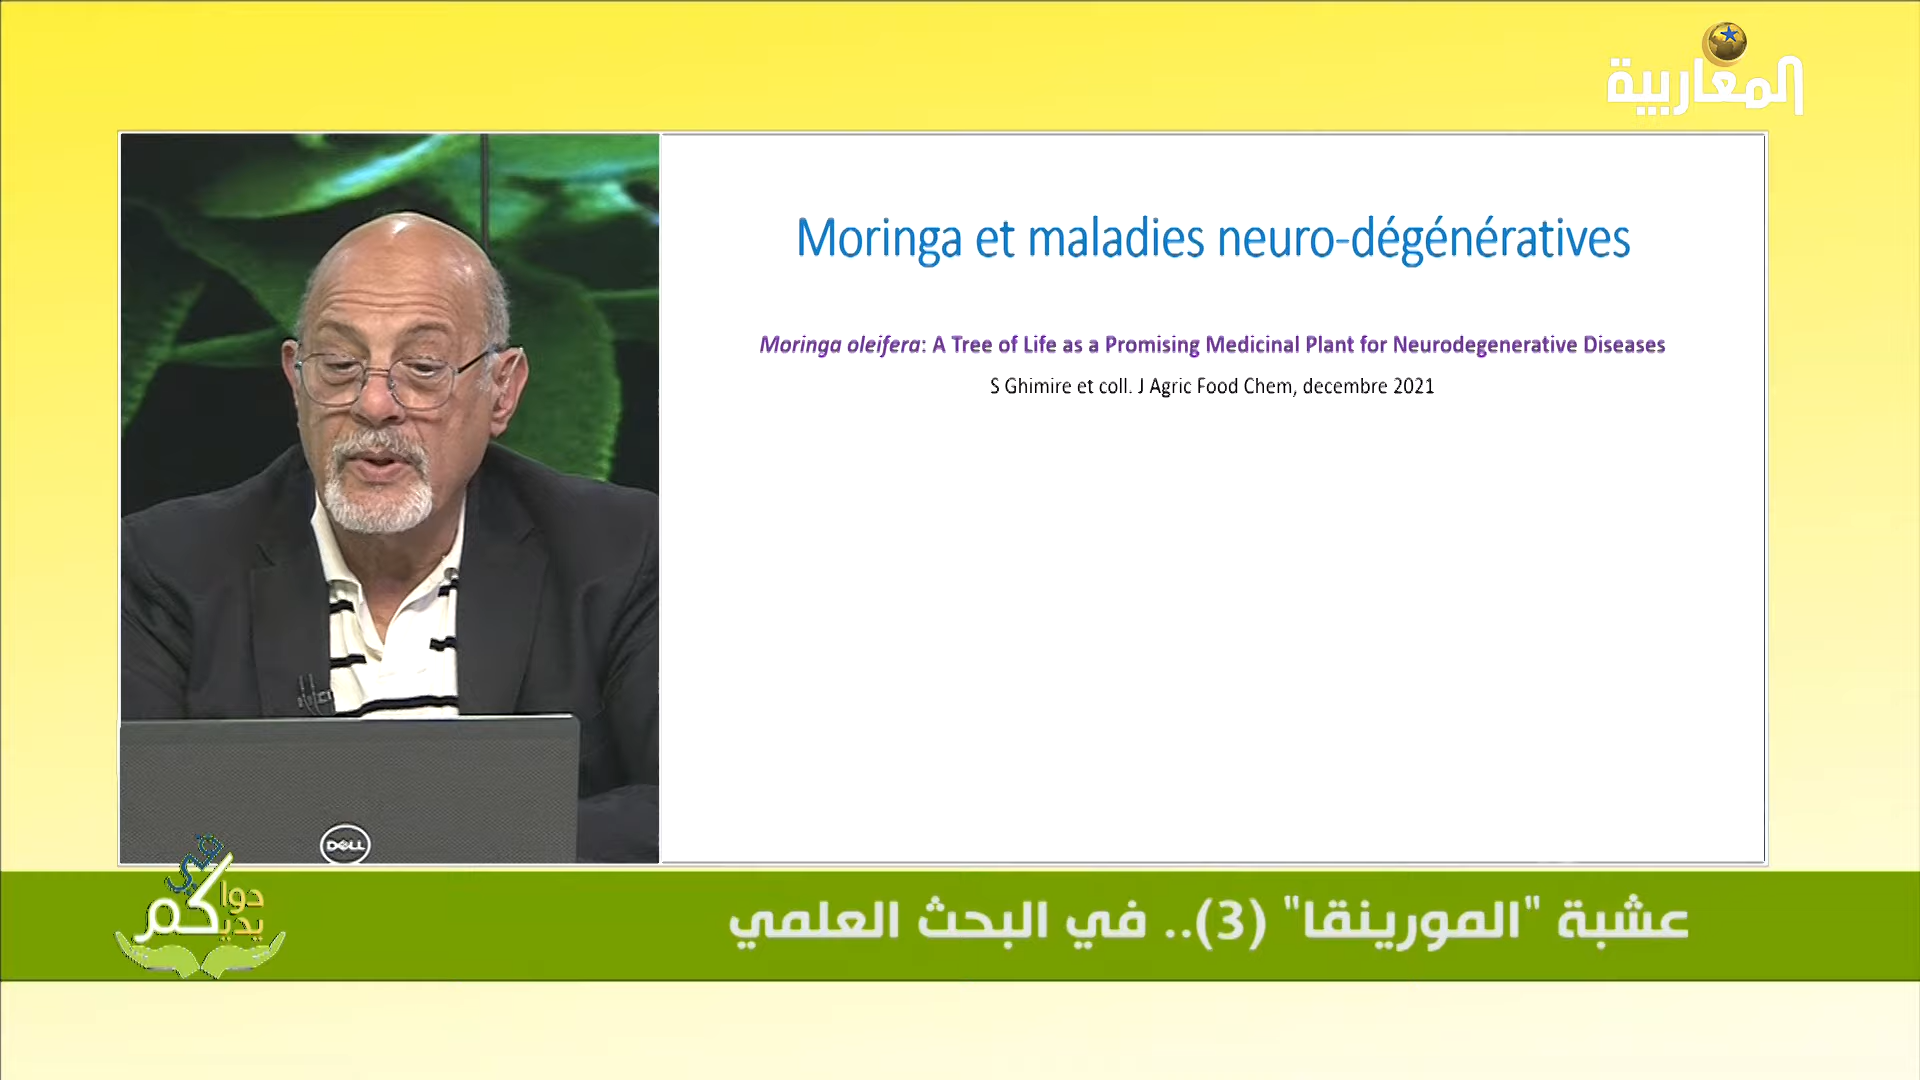 المغاربية
Moringa et maladies neuro-dégénératives
Moringa oleifera: A Tree of Life as a Promising Medicinal Plant for Neurodegenerative Diseases
S Ghimire et coll. J Agric Food Chem, decembre 2021
DELL
دواكم في يديكم
عشبة "المورينقا" (3).. في البحث العلمي